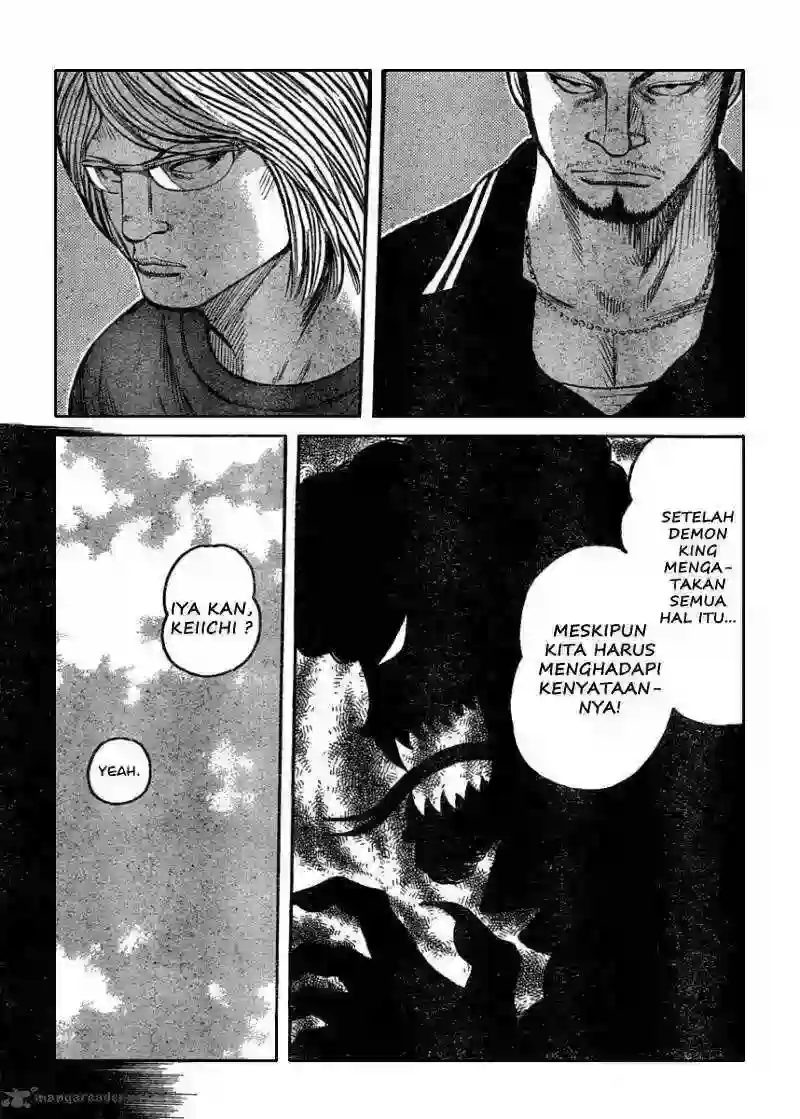 SETELAH
DEMON
KING
MENGA-
TAKAN
SEMUA
HAL ITU...
MESKIPUN
KITA HARUS
MENGHADAPI
KENYATAAN-
NYA!
IYA KAN,
KEIICHI ?
YEAH.
mangareader